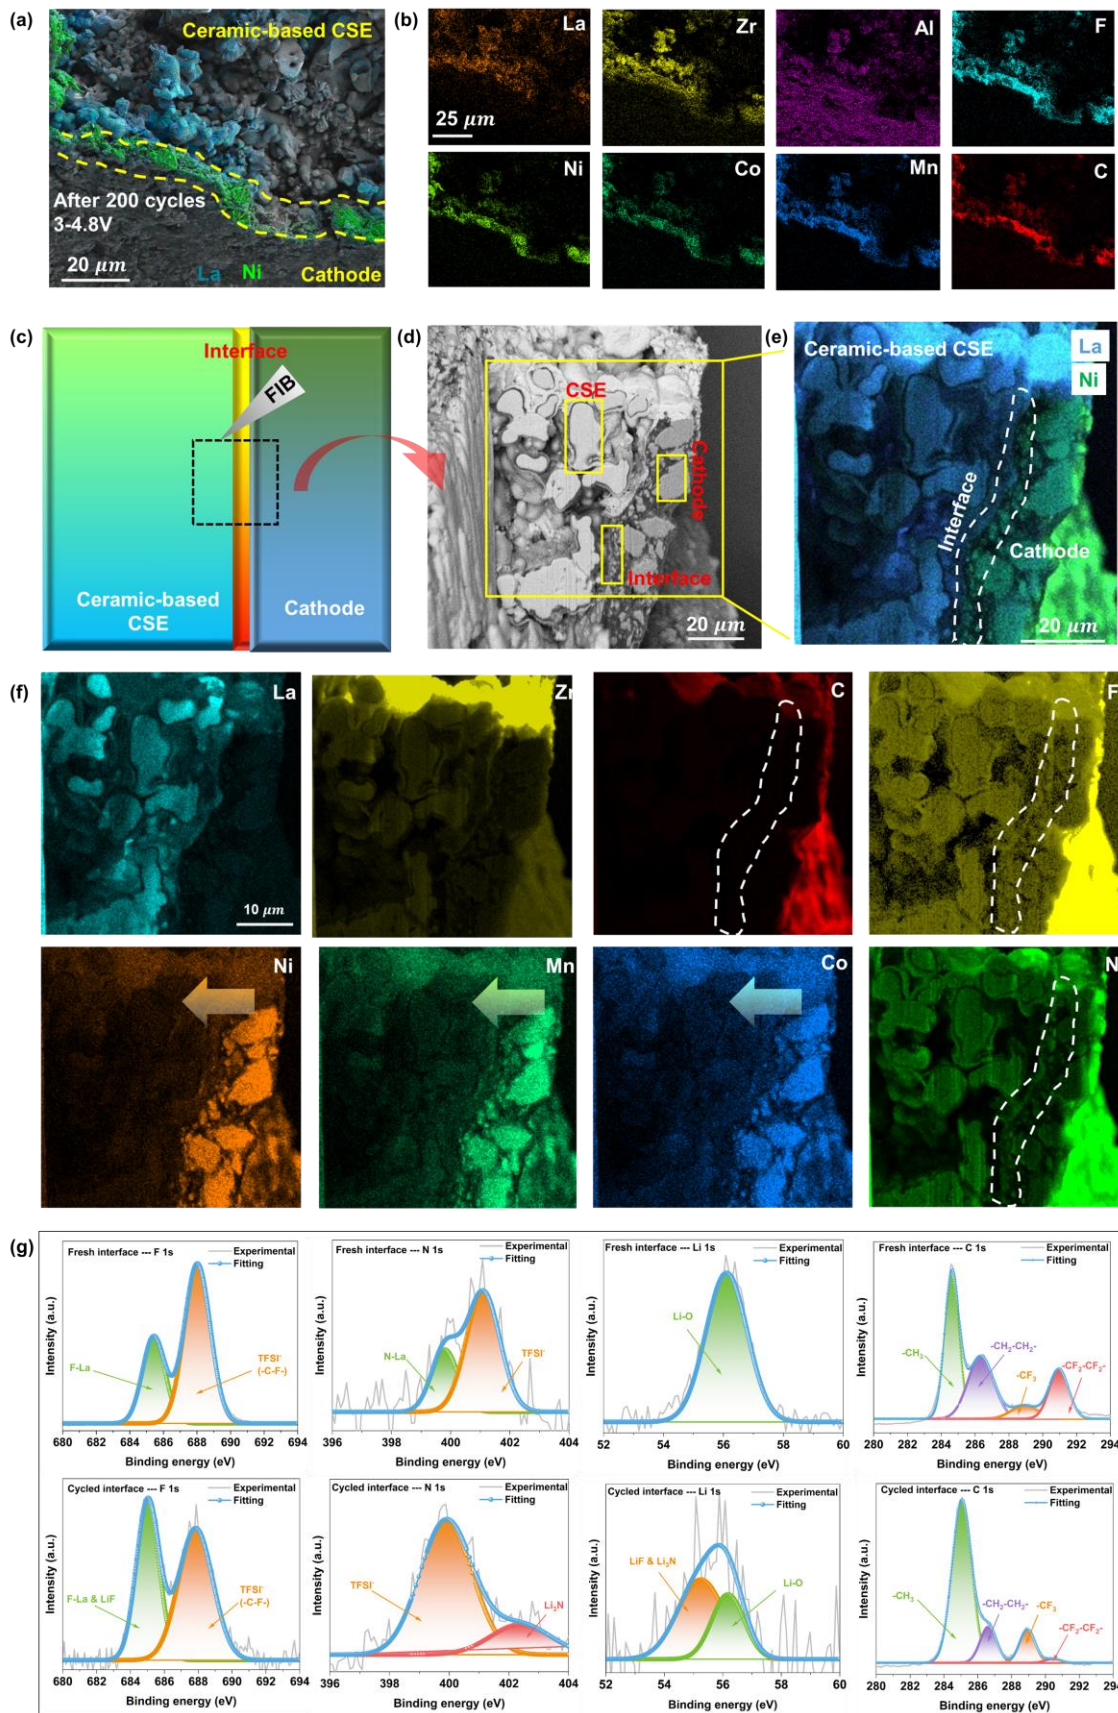 (a)
Ceramic-based CSE
After 200 cycles
3-4.8V
20 μm
La
Ni
Cathode
(b)
La
Zr
Al
F
25 μm
Ni
Co
Mn
C
(c)
Interface
FIB
Ceramic-based
CSE
Cathode
(d)
CSE
Cathode
Interface
20 μm
(e)
Ceramic-based CSE
La
Ni
Interface
Cathode
20 μm
(f)
La
10 μm
Zr
C
F
Ni
Mn
Co
N
(g)
Fresh interface --- F 1s
Experimental
Fitting
F-La
TFSI-
(-C-F-)
Intensity (a.u.)
680 682 684 686 688 690 692 694
Binding energy (eV)
Fresh interface --- N 1s
Experimental
Fitting
N-La
TFSI-
Intensity (a.u.)
396 398 400 402 404
Binding energy (eV)
Fresh interface --- Li 1s
Experimental
Fitting
Li-O
Intensity (a.u.)
52 54 56 58 60
Binding energy (eV)
Fresh interface --- C 1s
Experimental
Fitting
-CH3
-CH2-CH2-
-CF3
-CF2-CF2-
Intensity (a.u.)
280 282 284 286 288 290 292 294
Binding energy (eV)
Cycled interface --- F 1s
Experimental
Fitting
F-La & LiF
TFSI-
(-C-F-)
Intensity (a.u.)
680 682 684 686 688 690 692 694
Binding energy (eV)
Cycled interface --- N 1s
Experimental
Fitting
TFSI-
Li3N
Intensity (a.u.)
396 398 400 402 404
Binding energy (eV)
Cycled interface --- Li 1s
Experimental
Fitting
LiF & Li3N
Li-O
Intensity (a.u.)
52 54 56 58 60
Binding energy (eV)
Cycled interface --- C 1s
Experimental
Fitting
-CH3
-CH2-CH2-
-CF3
-CF2-CF2-
Intensity (a.u.)
280 282 284 286 288 290 292 294
Binding energy (eV)